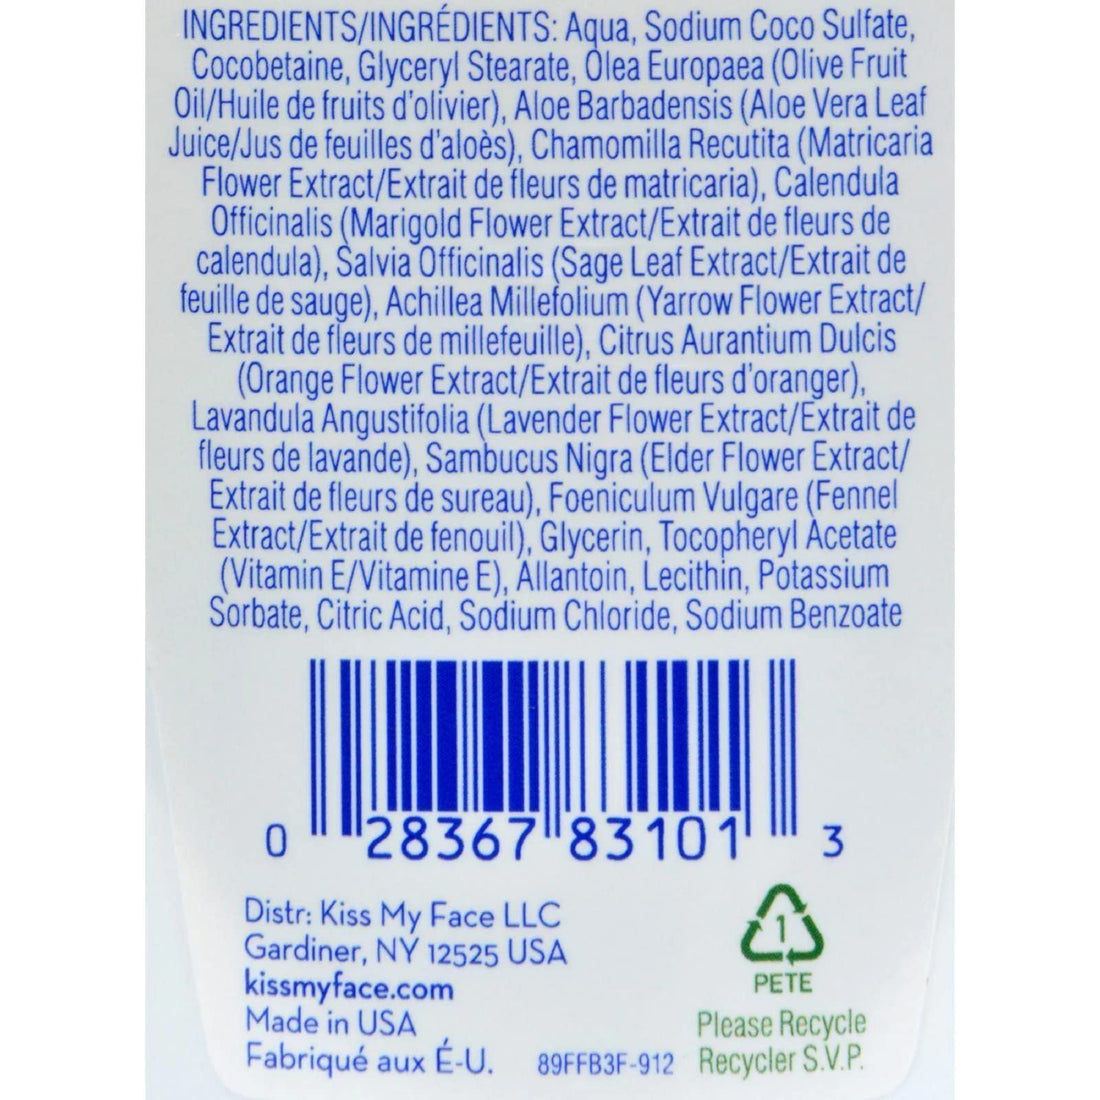 INGREDIENTS/INGRÉDIENTS: Aqua, Sodium Coco Sulfate,
Cocobetaine, Glyceryl Stearate, Olea Europaea (Olive Fruit
Oil/Huile de fruits d'olivier), Aloe Barbadensis (Aloe Vera Leaf
Juice/Jus de feuilles d'aloès), Chamomilla Recutita (Matricaria
Flower Extract/Extrait de fleurs de matricaria), Calendula
Officinalis (Marigold Flower Extract/Extrait de fleurs de
calendula), Salvia Officinalis (Sage Leaf Extract/Extrait de
feuille de sauge), Achillea Millefolium (Yarrow Flower Extract/
Extrait de fleurs de millefeuille), Citrus Aurantium Dulcis
(Orange Flower Extract/Extrait de fleurs d'oranger),
Lavandula Angustifolia (Lavender Flower Extract/Extrait de
fleurs de lavande), Sambucus Nigra (Elder Flower Extract/
Extrait de fleurs de sureau), Foeniculum Vulgare (Fennel
Extract/Extrait de fenouil), Glycerin, Tocopheryl Acetate
(Vitamin E/Vitamine E), Allantoin, Lecithin, Potassium
Sorbate, Citric Acid, Sodium Chloride, Sodium Benzoate
0 28367 83101 3
Distr: Kiss My Face LLC
Gardiner, NY 12525 USA
kissmyface.com
Made in USA
Fabriqué aux É-U.
89FFB3F-912
1
PETE
Please Recycle
Recycler S.V.P.